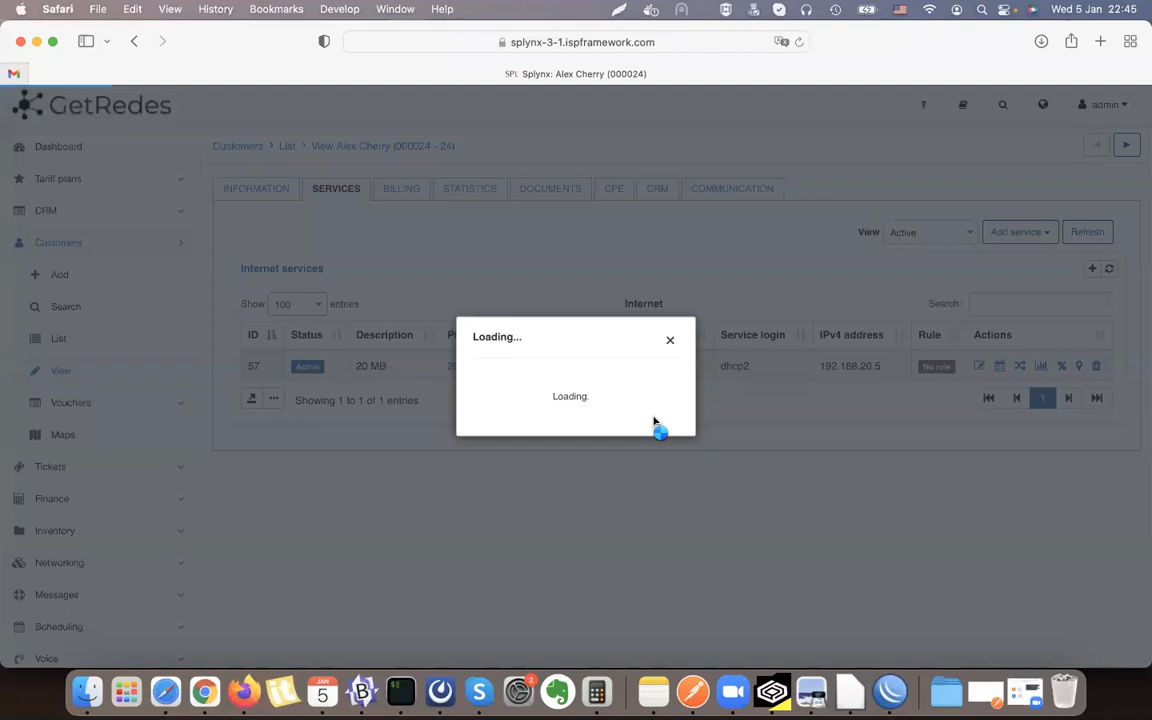 Safari File Edit View History Bookmarks Develop Window Help Wed 5 Jan 22:45
splynx-3-1.ispframework.com
SPL Splynx: Alex Cherry (000024)
GetRedes
? admin
Customers > List > View Alex Cherry (000024 - 24)
Dashboard
Tariff plans
CRM
Customers
Add
Search
List
View
Vouchers
Maps
Tickets
Finance
Inventory
Networking
Messages
Scheduling
Voice
INFORMATION SERVICES BILLING STATISTICS DOCUMENTS CPE CRM COMMUNICATION
View Active Add service Refresh
Internet services
Show 100 entries Internet Search:
ID Status Description Service login IPv4 address Rule Actions
57 Active 20 MB dhcp2 192.168.20.5 No rule
Showing 1 to 1 of 1 entries 1
Loading...
Loading.
JAN
5
2